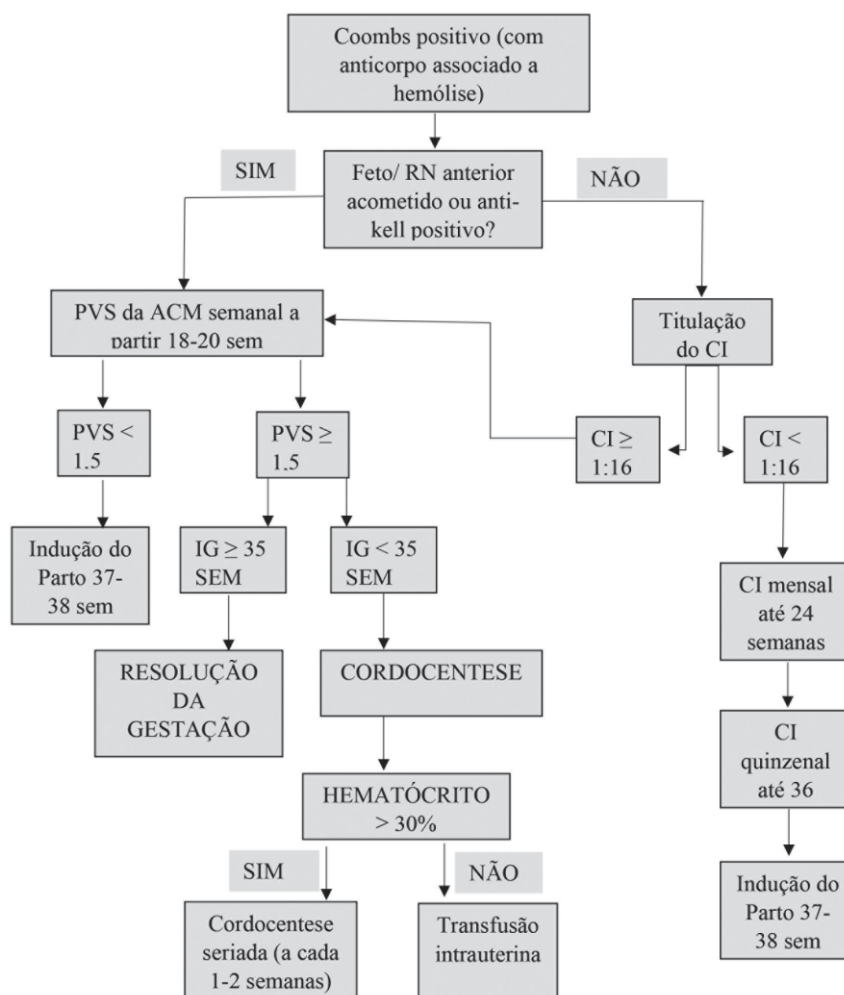 Coombs positivo (com
anticorpo associado a
hemólise)
SIM
Feto/ RN anterior
acometido ou anti-
kell positivo?
NÃO
PVS da ACM semanal a
partir 18-20 sem
Titulação
do CI
PVS <
1.5
PVS ≥
1.5
CI ≥
1:16
CI <
1:16
Indução do
Parto 37-
38 sem
IG ≥ 35
SEM
IG < 35
SEM
CI mensal
até 24
semanas
RESOLUÇÃO
DA
GESTAÇÃO
CORDOCENTESE
CI
quinzenal
até 36
HEMATÓCRITO
> 30%
SIM
NÃO
Cordocentese
seriada (a cada
1-2 semanas)
Transfusão
intrauterina
Indução do
Parto 37-
38 sem